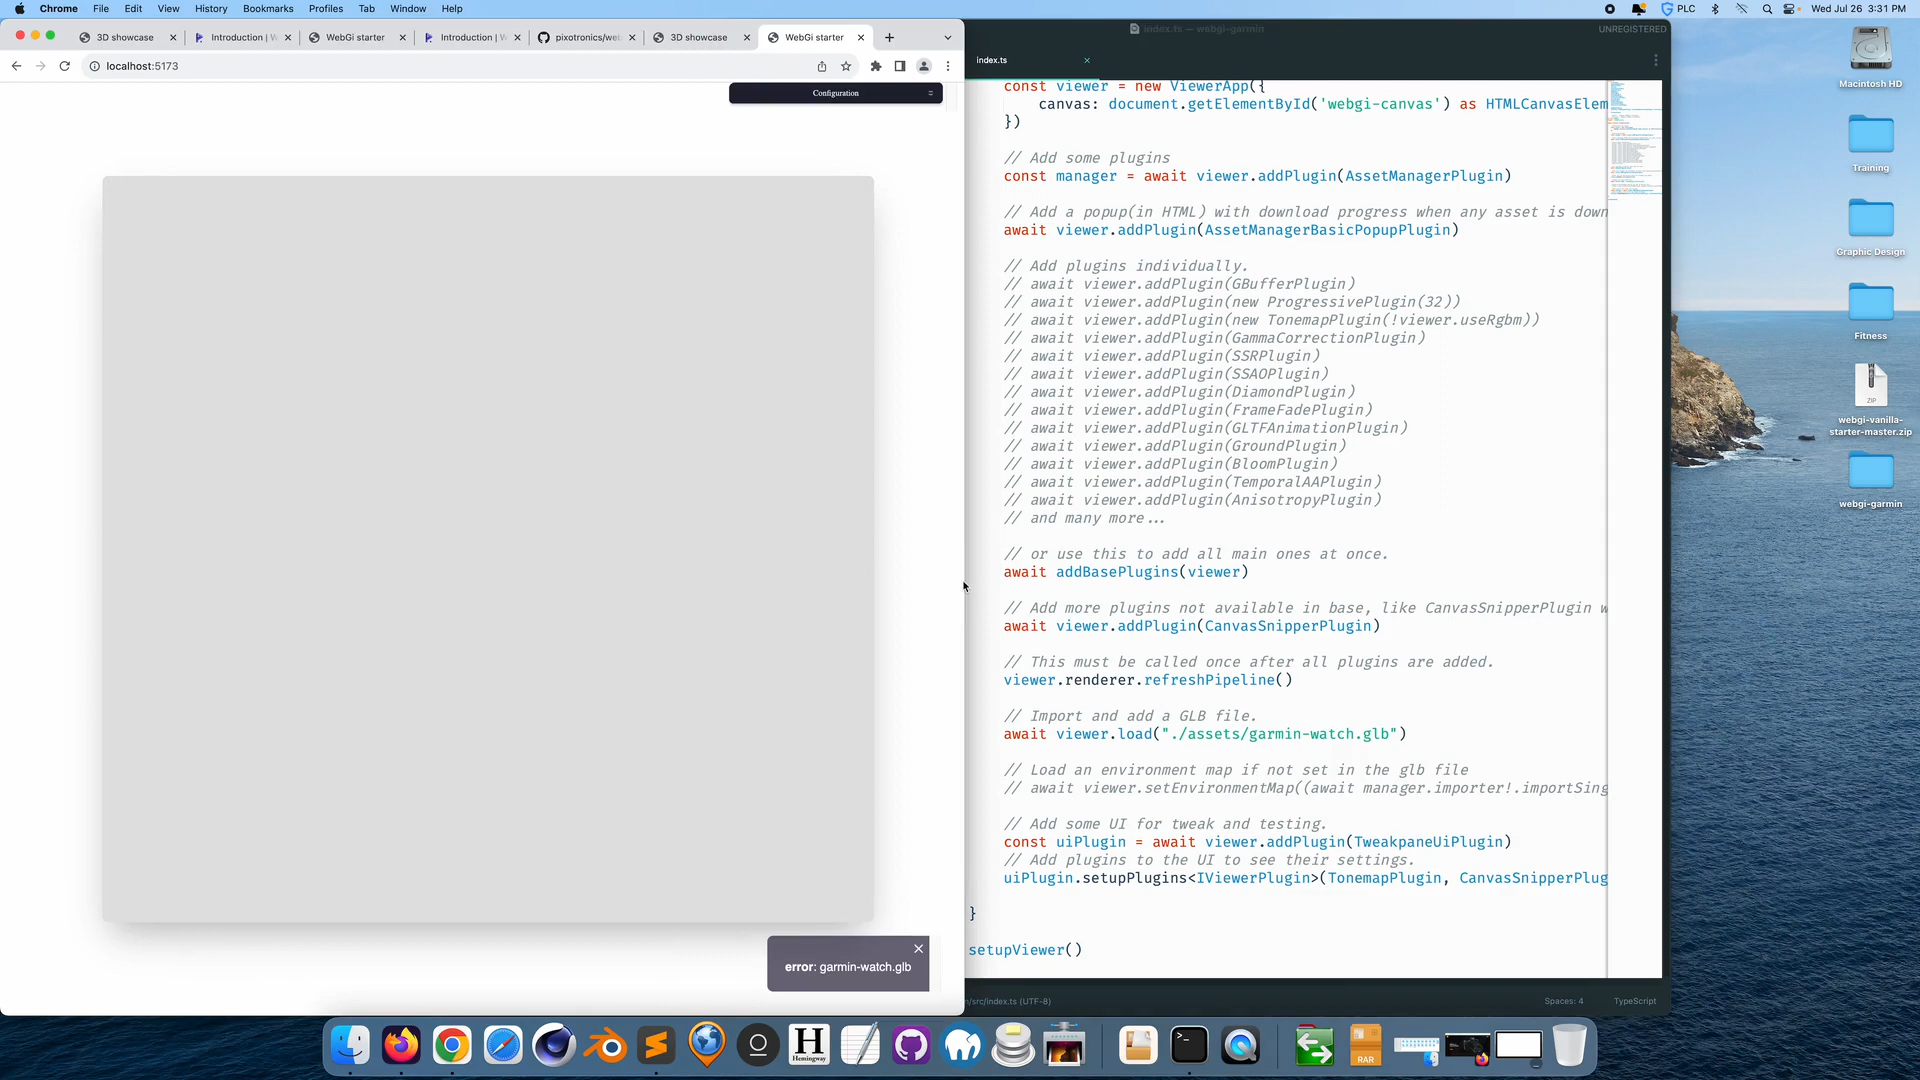 Chrome File Edit View History Bookmarks Profiles Tab Window Help
PLC Wed Jul 26 3:31 PM
3D showcase
Introduction | W
WebGi starter
Introduction | W
pixotronics/web
3D showcase
WebGi starter
localhost:5173
Configuration
error: garmin-watch.glb
index.ts — webgi-garmin
UNREGISTERED
index.ts
const viewer = new ViewerApp({
canvas: document.getElementById('webgi-canvas') as HTMLCanvasElem
})
// Add some plugins
const manager = await viewer.addPlugin(AssetManagerPlugin)
// Add a popup(in HTML) with download progress when any asset is down
await viewer.addPlugin(AssetManagerBasicPopupPlugin)
// Add plugins individually.
// await viewer.addPlugin(GBufferPlugin)
// await viewer.addPlugin(new ProgressivePlugin(32))
// await viewer.addPlugin(new TonemapPlugin(!viewer.useRgbm))
// await viewer.addPlugin(GammaCorrectionPlugin)
// await viewer.addPlugin(SSRPlugin)
// await viewer.addPlugin(SSAOPlugin)
// await viewer.addPlugin(DiamondPlugin)
// await viewer.addPlugin(FrameFadePlugin)
// await viewer.addPlugin(GLTFAnimationPlugin)
// await viewer.addPlugin(GroundPlugin)
// await viewer.addPlugin(BloomPlugin)
// await viewer.addPlugin(TemporalAAPlugin)
// await viewer.addPlugin(AnisotropyPlugin)
// and many more...
// or use this to add all main ones at once.
await addBasePlugins(viewer)
// Add more plugins not available in base, like CanvasSnipperPlugin w
await viewer.addPlugin(CanvasSnipperPlugin)
// This must be called once after all plugins are added.
viewer.renderer.refreshPipeline()
// Import and add a GLB file.
await viewer.load("./assets/garmin-watch.glb")
// Load an environment map if not set in the glb file
// await viewer.setEnvironmentMap((await manager.importer!.importSing
// Add some UI for tweak and testing.
const uiPlugin = await viewer.addPlugin(TweakpaneUiPlugin)
// Add plugins to the UI to see their settings.
uiPlugin.setupPlugins<IViewerPlugin>(TonemapPlugin, CanvasSnipperPlug
}
setupViewer()
n/src/index.ts (UTF-8)
Spaces: 4
TypeScript
Macintosh HD
Training
Graphic Design
Fitness
ZIP
webgi-vanilla-
starter-master.zip
webgi-garmin
H
Hemingway
RAR